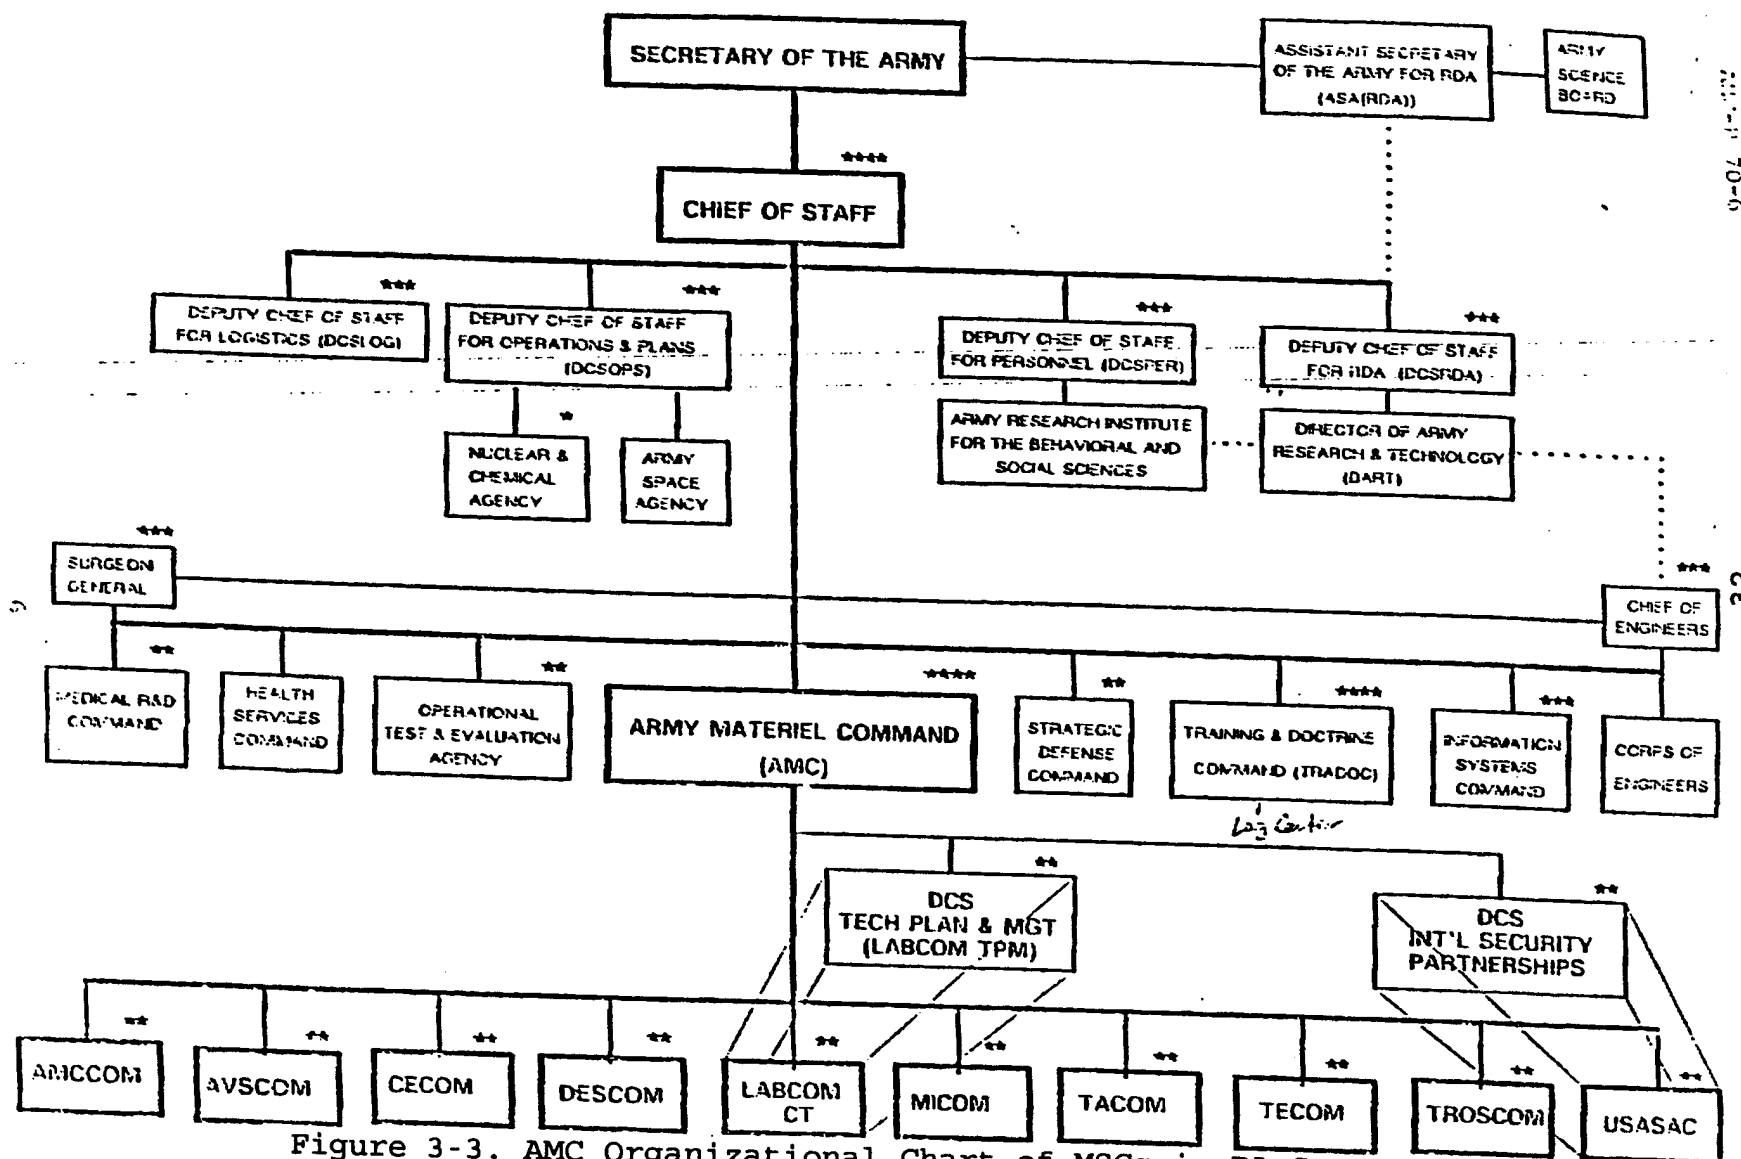 SECRETARY OF THE ARMY
ASSISTANT SECRETARY
OF THE ARMY FOR RDA
(ASA(RDA))
ARMY
SCIENCE
BOARD
70-6
****
CHIEF OF STAFF
***
DEPUTY CHIEF OF STAFF
FOR LOGISTICS (DCSLOG)
***
DEPUTY CHIEF OF STAFF
FOR OPERATIONS & PLANS
(DCSOPS)
***
DEPUTY CHIEF OF STAFF
FOR PERSONNEL (DCSPER)
***
DEPUTY CHIEF OF STAFF
FOR RDA (DCSRDA)
*
NUCLEAR &
CHEMICAL
AGENCY
ARMY
SPACE
AGENCY
ARMY RESEARCH INSTITUTE
FOR THE BEHAVIORAL AND
SOCIAL SCIENCES
DIRECTOR OF ARMY
RESEARCH & TECHNOLOGY
(DART)
***
SURGEON
GENERAL
***
CHIEF OF
ENGINEERS
**
MEDICAL R&D
COMMAND
HEALTH
SERVICES
COMMAND
**
OPERATIONAL
TEST & EVALUATION
AGENCY
****
ARMY MATERIEL COMMAND
(AMC)
**
STRATEGIC
DEFENSE
COMMAND
****
TRAINING & DOCTRINE
COMMAND (TRADOC)
***
INFORMATION
SYSTEMS
COMMAND
CORPS OF
ENGINEERS
Log Center
**
DCS
TECH PLAN & MGT
(LABCOM TPM)
**
DCS
INT'L SECURITY
PARTNERSHIPS
**
AMCCOM
**
AVSCOM
**
CECOM
**
DESCOM
**
LABCOM
CT
**
MICOM
**
TACOM
**
TECOM
**
TROSCOM
**
USASAC
Figure 3-3. AMC Organizational Chart of